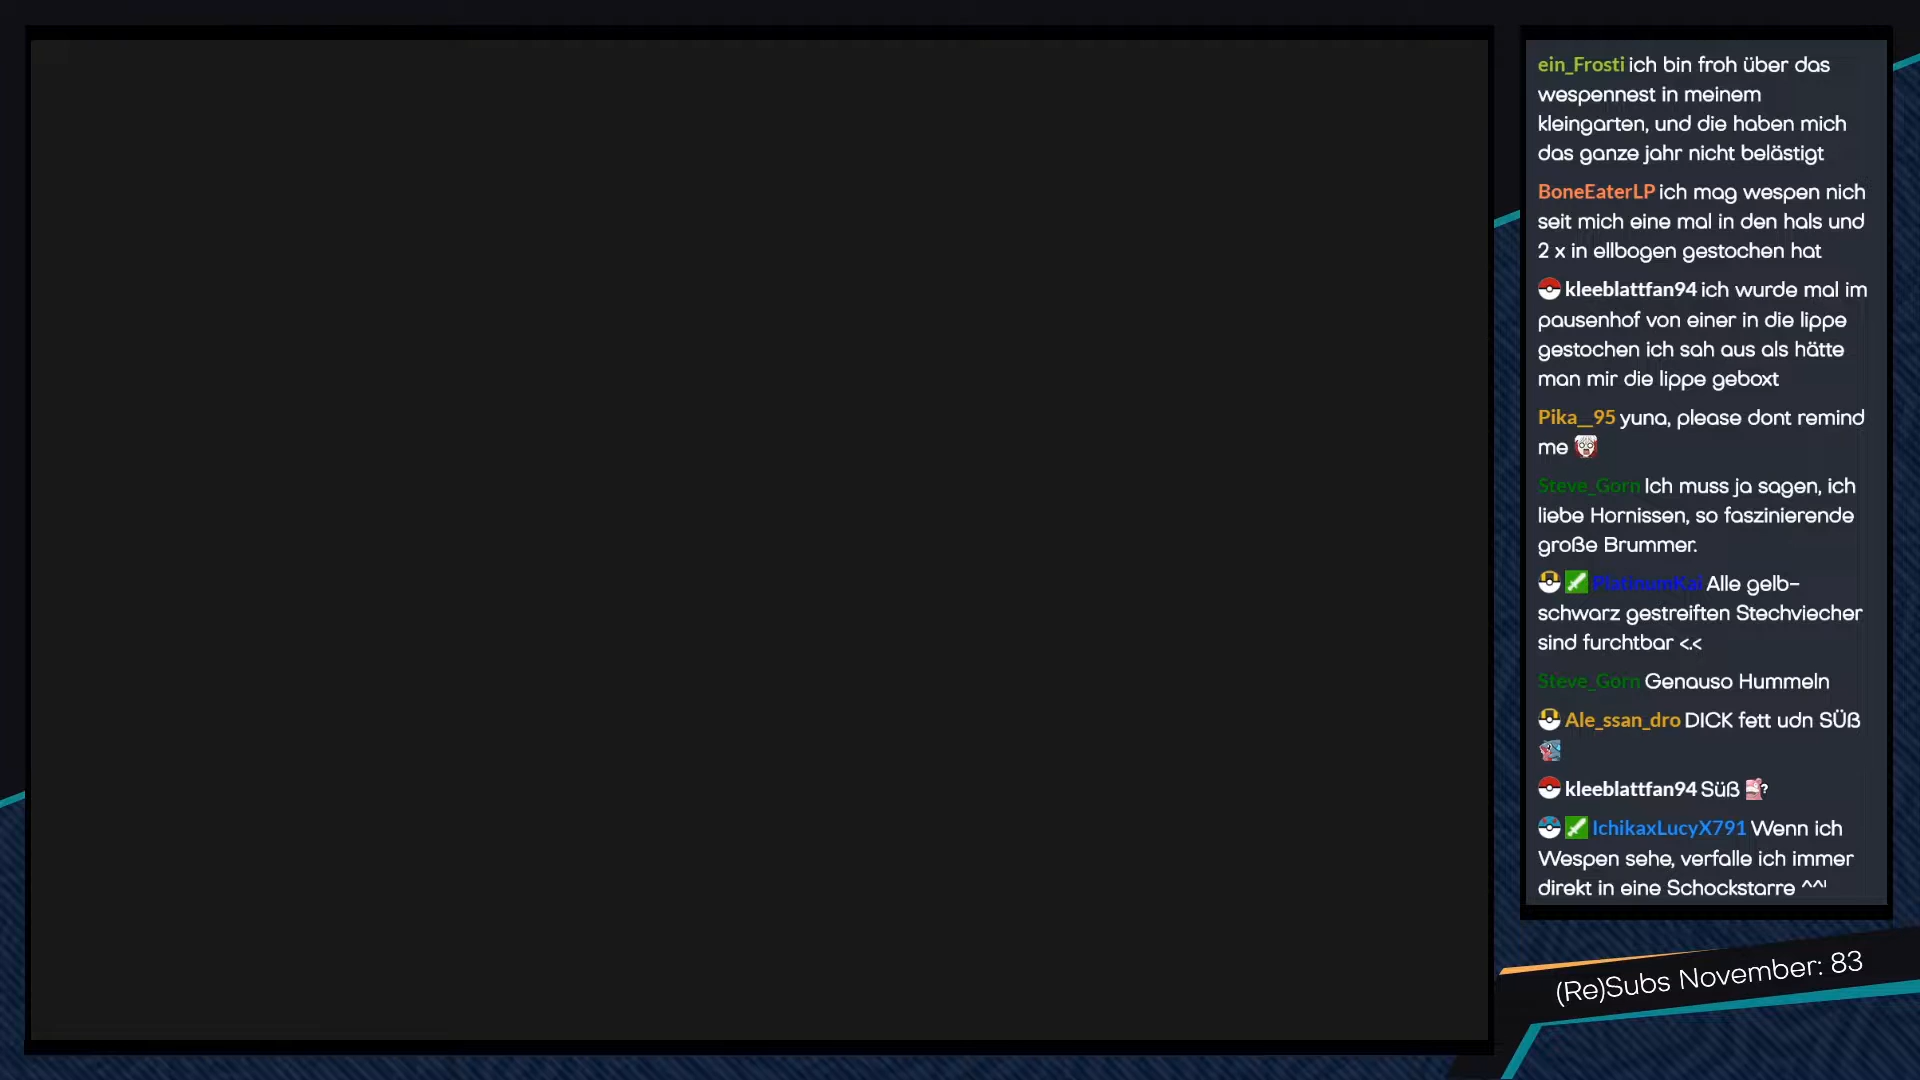 ein_Frosti ich bin froh über das
wespennest in meinem
kleingarten, und die haben mich
das ganze jahr nicht belästigt
BoneEaterLP ich mag wespen nich
seit mich eine mal in den hals und
2 x in ellbogen gestochen hat
kleeblattfan94 ich wurde mal im
pausenhof von einer in die lippe
gestochen ich sah aus als hätte
man mir die lippe geboxt
Pika__95 yuna, please dont remind
me
Steve_Gorn Ich muss ja sagen, ich
liebe Hornissen, so faszinierende
große Brummer.
PlatinumKai Alle gelb-
schwarz gestreiften Stechviecher
sind furchtbar <.<
Steve_Gorn Genauso Hummeln
Ale_ssan_dro DICK fett udn SÜẞ
kleeblattfan94 Süß
IchikaxLucyX791 Wenn ich
Wespen sehe, verfalle ich immer
direkt in eine Schockstarre ^^'
(Re)Subs November: 83